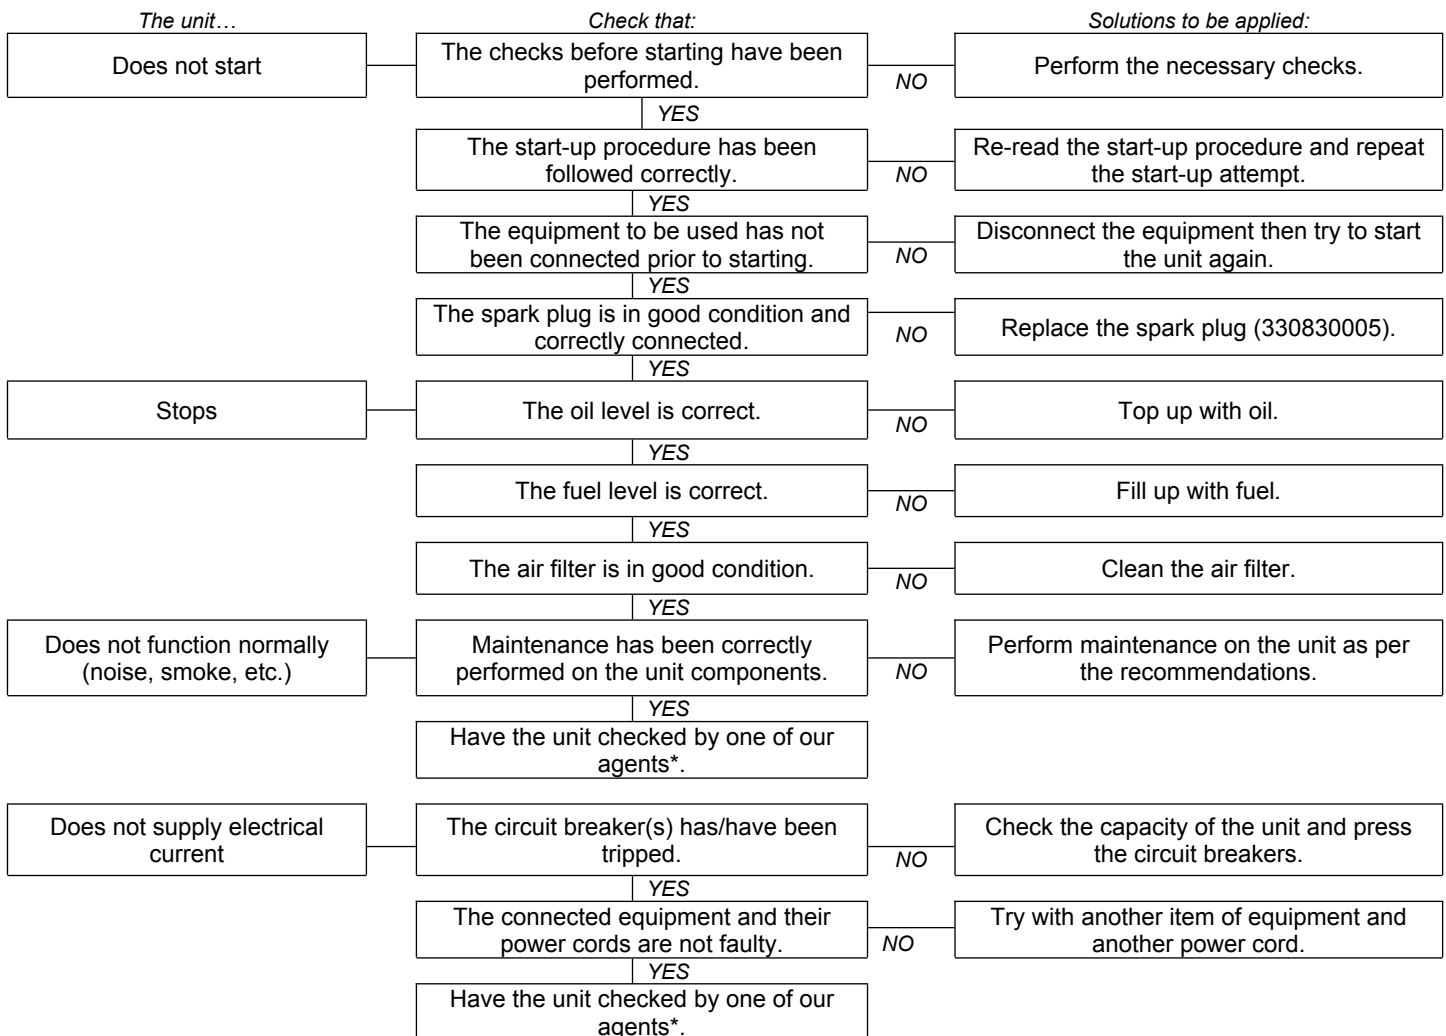 The unit…
Check that:
Solutions to be applied:
Does not start
The checks before starting have been
performed.
NO
Perform the necessary checks.
YES
The start-up procedure has been
followed correctly.
NO
Re-read the start-up procedure and repeat
the start-up attempt.
YES
The equipment to be used has not
been connected prior to starting.
NO
Disconnect the equipment then try to start
the unit again.
YES
The spark plug is in good condition and
correctly connected.
NO
Replace the spark plug (330830005).
YES
Stops
The oil level is correct.
NO
Top up with oil.
YES
The fuel level is correct.
NO
Fill up with fuel.
YES
The air filter is in good condition.
NO
Clean the air filter.
YES
Does not function normally
(noise, smoke, etc.)
Maintenance has been correctly
performed on the unit components.
NO
Perform maintenance on the unit as per
the recommendations.
YES
Have the unit checked by one of our
agents*.
Does not supply electrical
current
The circuit breaker(s) has/have been
tripped.
NO
Check the capacity of the unit and press
the circuit breakers.
YES
The connected equipment and their
power cords are not faulty.
NO
Try with another item of equipment and
another power cord.
YES
Have the unit checked by one of our
agents*.